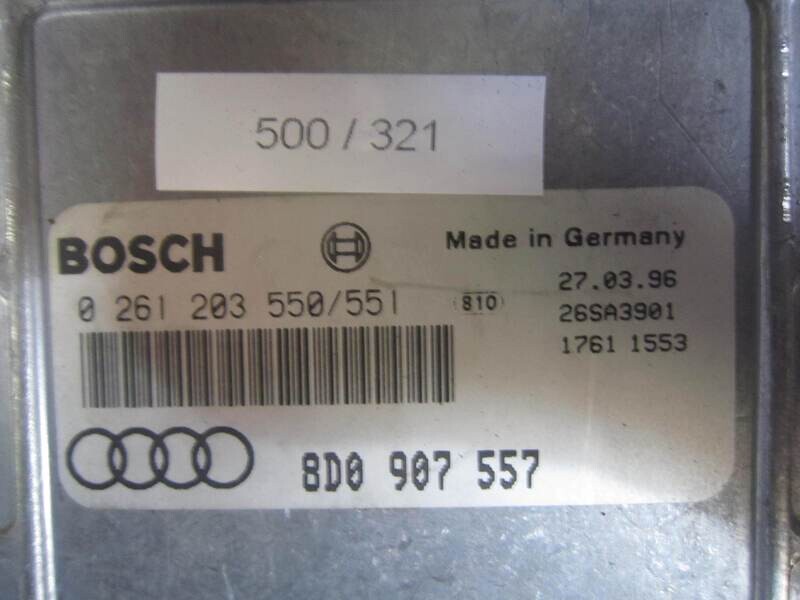 500 / 321
BOSCH
Made in Germany
27.03.96
0 261 203 550/551
810
26SA3901
1761 1553
8D0 907 557